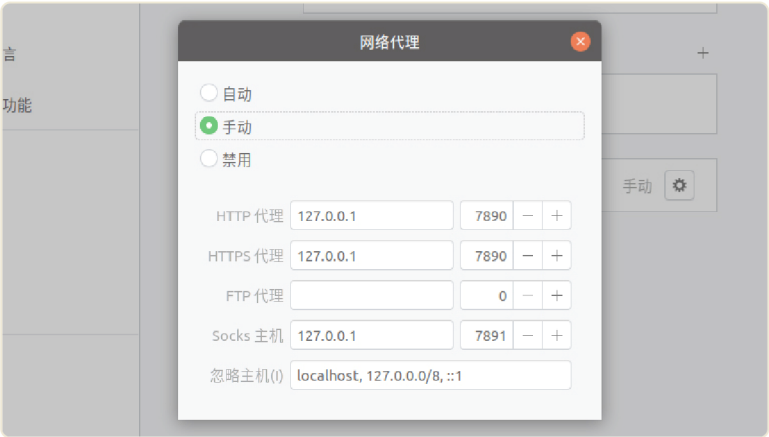 网络代理
言
功能
自动
手动
禁用
手动
HTTP 代理 127.0.0.1 7890 − +
HTTPS 代理 127.0.0.1 7890 − +
FTP 代理 0 − +
Socks 主机 127.0.0.1 7891 − +
忽略主机(I) localhost, 127.0.0.0/8, ::1